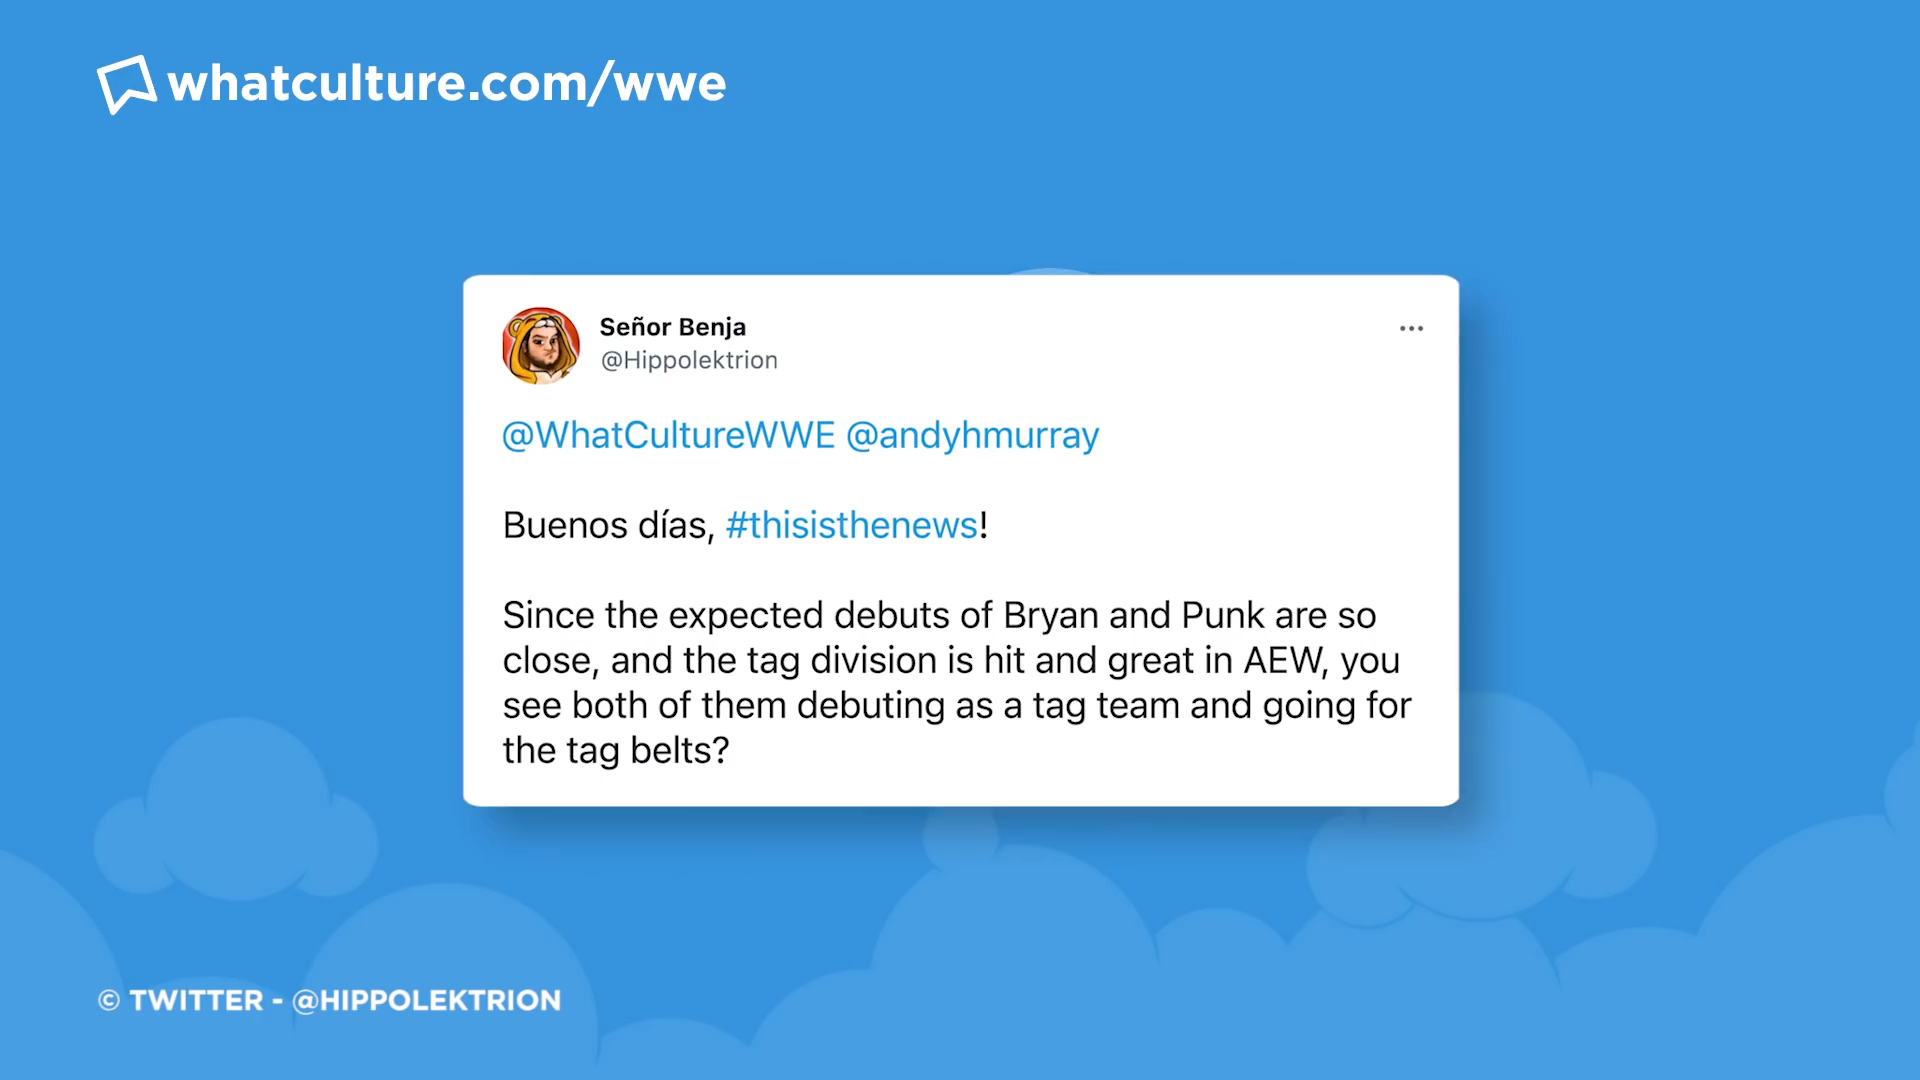 whatculture.com/wwe
Señor Benja
@Hippolektrion
@WhatCultureWWE @andyhmurray
Buenos días, #thisisthenews!
Since the expected debuts of Bryan and Punk are so
close, and the tag division is hit and great in AEW, you
see both of them debuting as a tag team and going for
the tag belts?
© TWITTER - @HIPPOLEKTRION